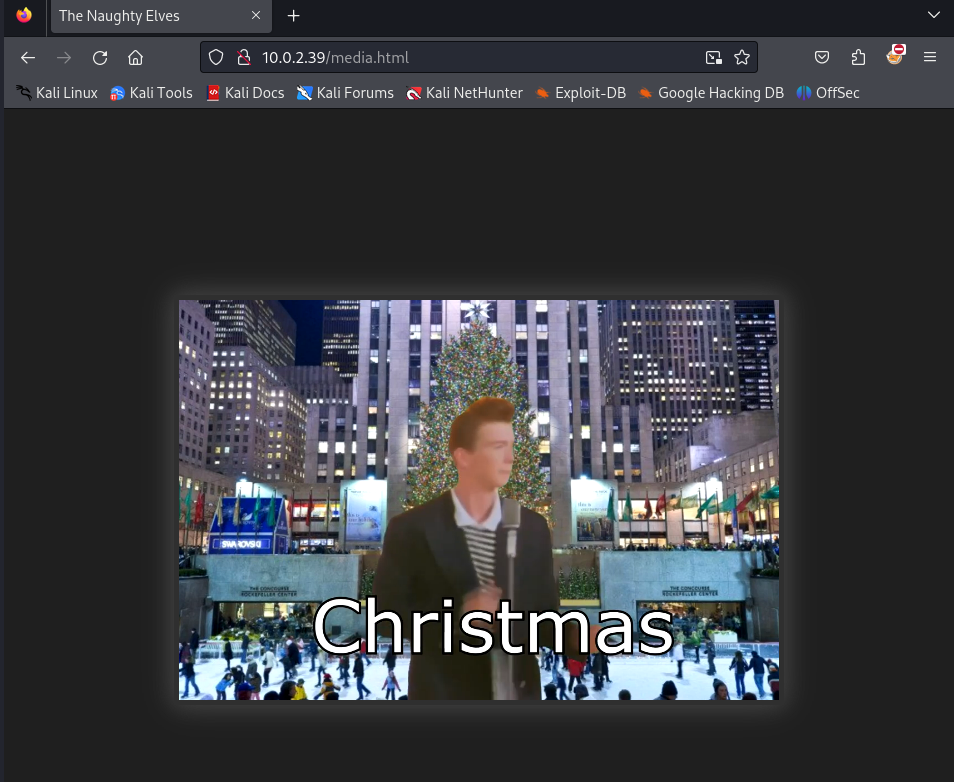 The Naughty Elves
10.0.2.39/media.html
Kali Linux
Kali Tools
Kali Docs
Kali Forums
Kali NetHunter
Exploit-DB
Google Hacking DB
OffSec
SWAROVSKI
THE CONCOURSE
ROCKEFELLER CENTER
THE CONCOURSE
ROCKEFELLER CENTER
Christmas